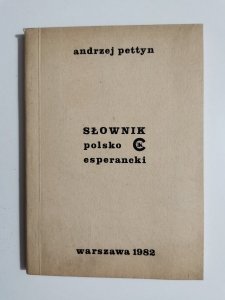 andrzej pettyn
SŁOWNIK
polsko
esperancki
warszawa 1982